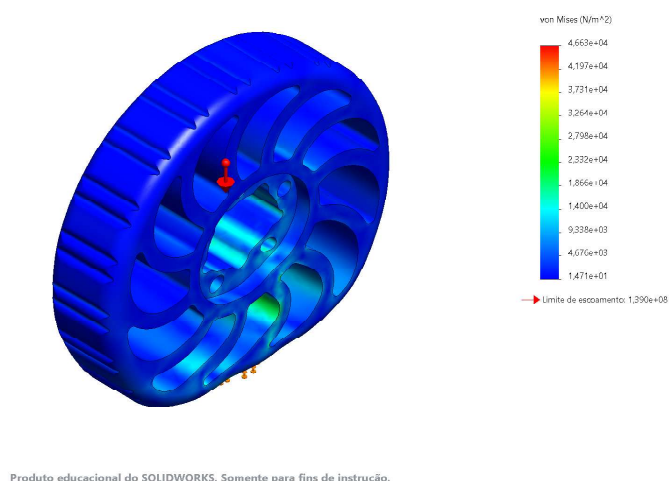 von Mises (N/m^2)
4,663e+04
4,197e+04
3,731e+04
3,264e+04
2,798e+04
2,332e+04
1,866e+04
1,400e+04
9,338e+03
4,676e+03
1,471e+01
Limite de escoamento: 1,390e+08
Produto educacional do SOLIDWORKS. Somente para fins de instrução.